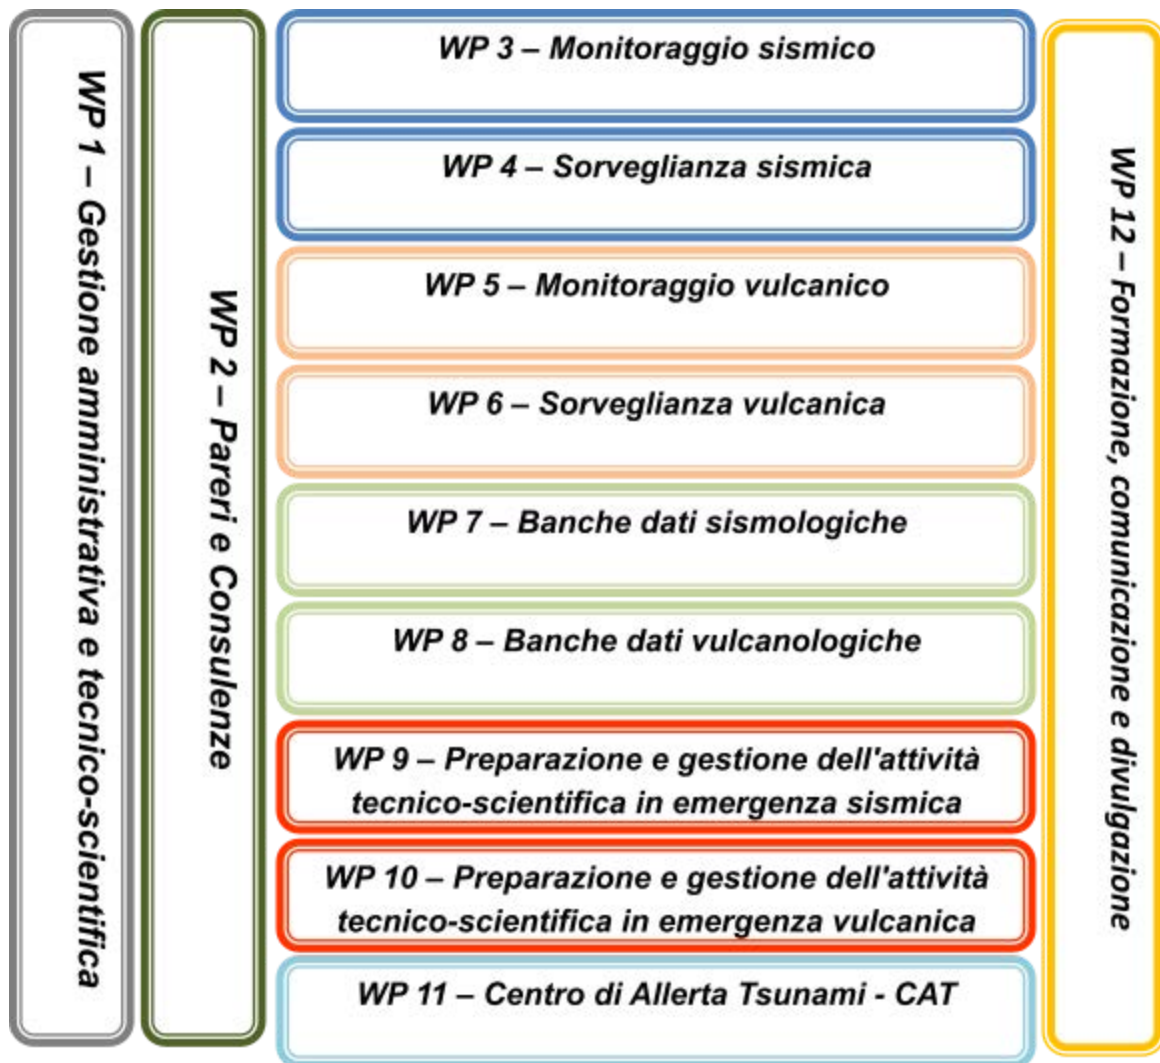 WP 1 – Gestione amministrativa e tecnico-scientifica
WP 2 – Pareri e Consulenze
WP 3 – Monitoraggio sismico
WP 4 – Sorveglianza sismica
WP 5 – Monitoraggio vulcanico
WP 6 – Sorveglianza vulcanica
WP 7 – Banche dati sismologiche
WP 8 – Banche dati vulcanologiche
WP 9 – Preparazione e gestione dell'attività
tecnico-scientifica in emergenza sismica
WP 10 – Preparazione e gestione dell'attività
tecnico-scientifica in emergenza vulcanica
WP 11 – Centro di Allerta Tsunami - CAT
WP 12 – Formazione, comunicazione e divulgazione